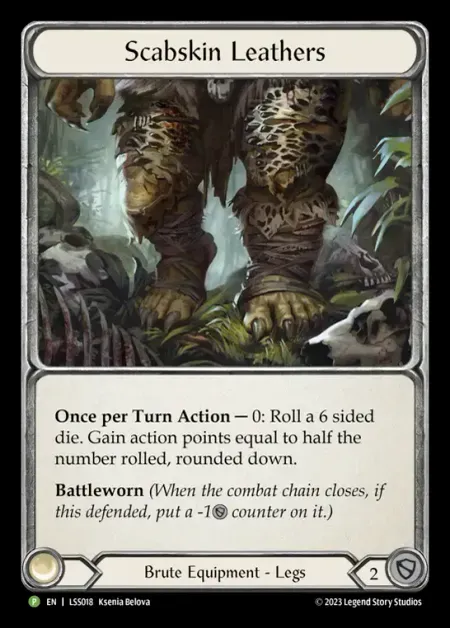 Scabskin Leathers
Once per Turn Action — 0: Roll a 6 sided
die. Gain action points equal to half the
number rolled, rounded down.
Battleworn (When the combat chain closes, if
this defended, put a -1 counter on it.)
Brute Equipment - Legs
2
P EN | LSS018 Ksenia Belova
© 2023 Legend Story Studios